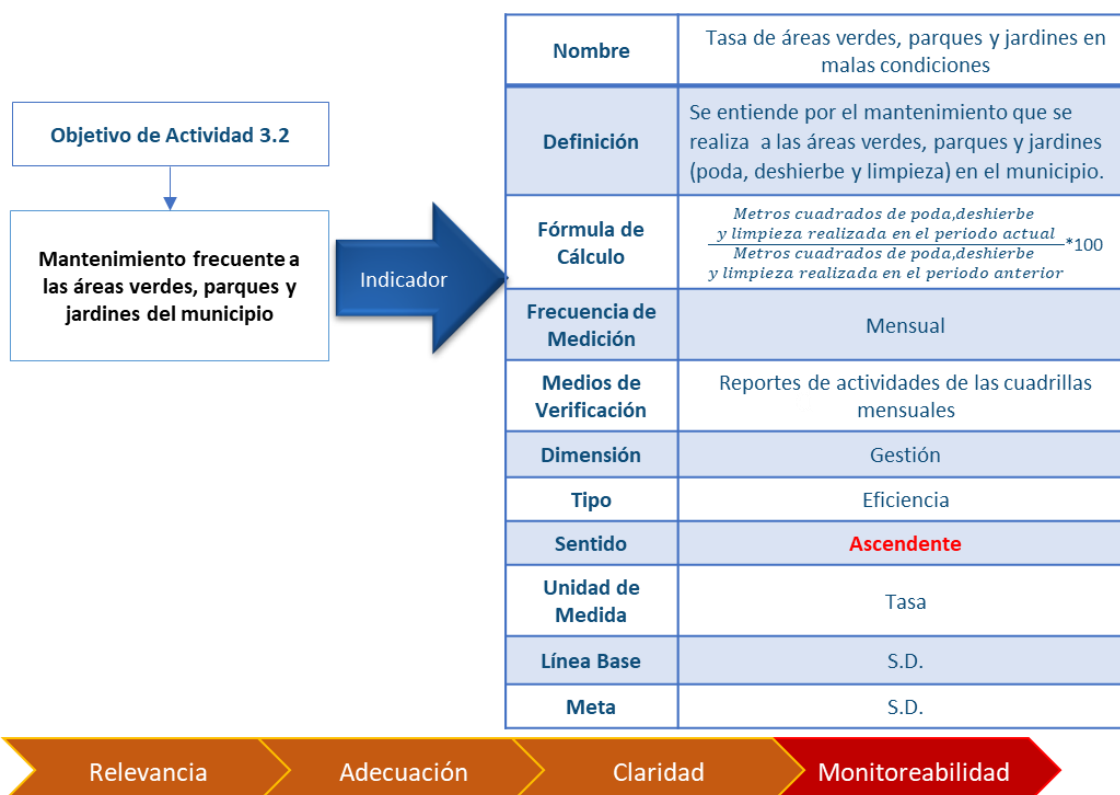 Objetivo de Actividad 3.2
Mantenimiento frecuente a
las áreas verdes, parques y
jardines del municipio
Indicador
Nombre
Tasa de áreas verdes, parques y jardines en
malas condiciones
Definición
Se entiende por el mantenimiento que se
realiza a las áreas verdes, parques y jardines
(poda, deshierbe y limpieza) en el municipio.
Fórmula de
Cálculo
Metros cuadrados de poda,deshierbe
y limpieza realizada en el periodo actual
Metros cuadrados de poda,deshierbe
y limpieza realizada en el periodo anterior
*100
Frecuencia de
Medición
Mensual
Medios de
Verificación
Reportes de actividades de las cuadrillas
mensuales
Dimensión
Gestión
Tipo
Eficiencia
Sentido
Ascendente
Unidad de
Medida
Tasa
Línea Base
S.D.
Meta
S.D.
Relevancia
Adecuación
Claridad
Monitoreabilidad